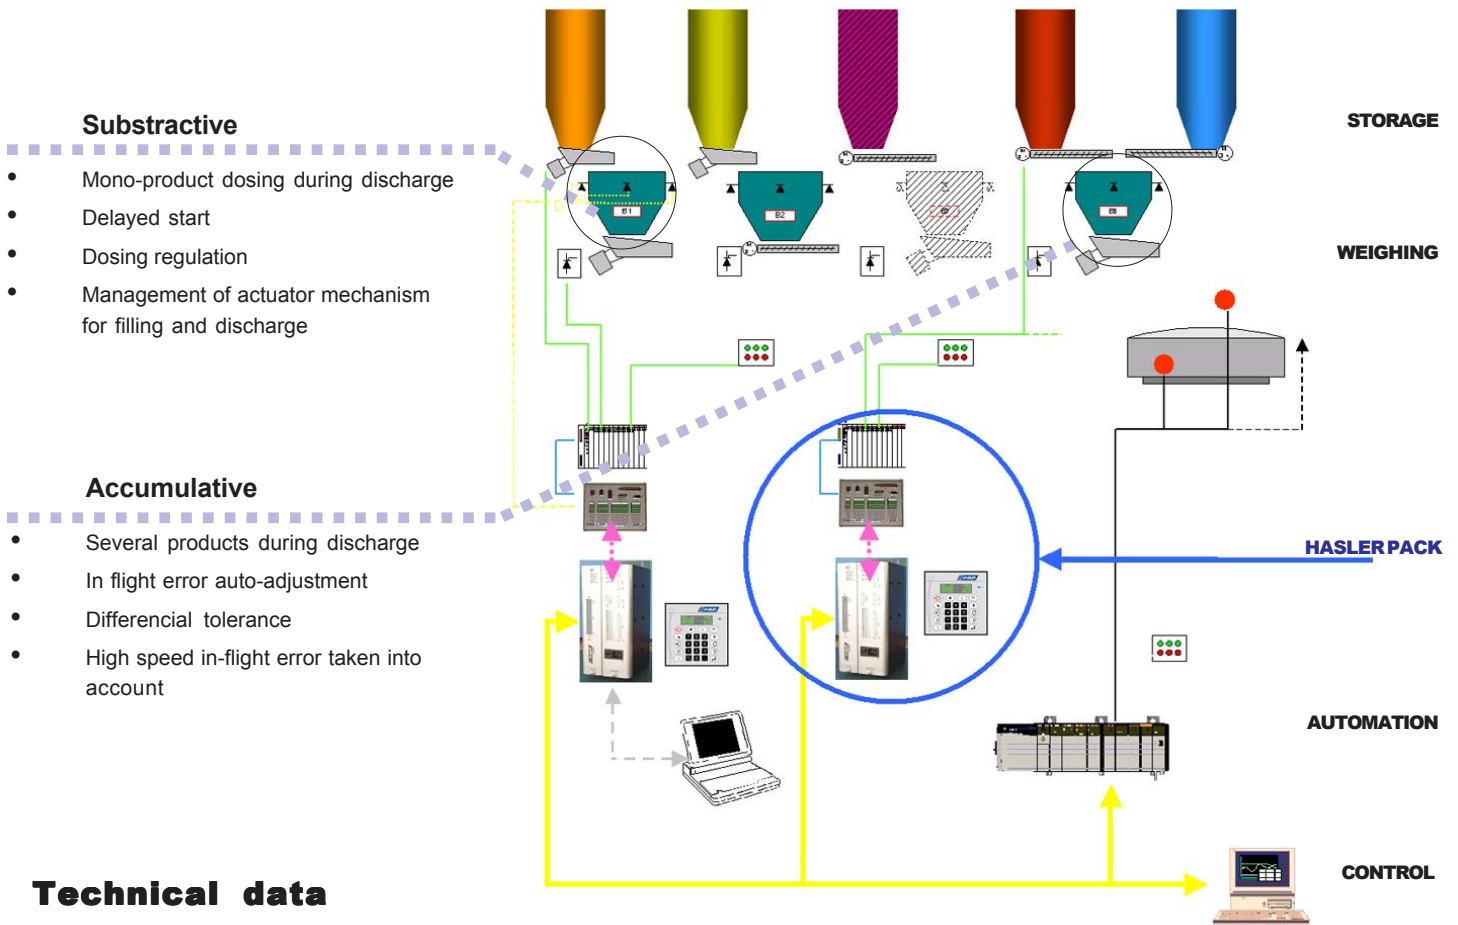 Substractive
• Mono-product dosing during discharge
• Delayed start
• Dosing regulation
• Management of actuator mechanism
for filling and discharge
Accumulative
• Several products during discharge
• In flight error auto-adjustment
• Differencial tolerance
• High speed in-flight error taken into
account
Technical data
STORAGE
B1
B2
WEIGHING
HASLER PACK
AUTOMATION
CONTROL